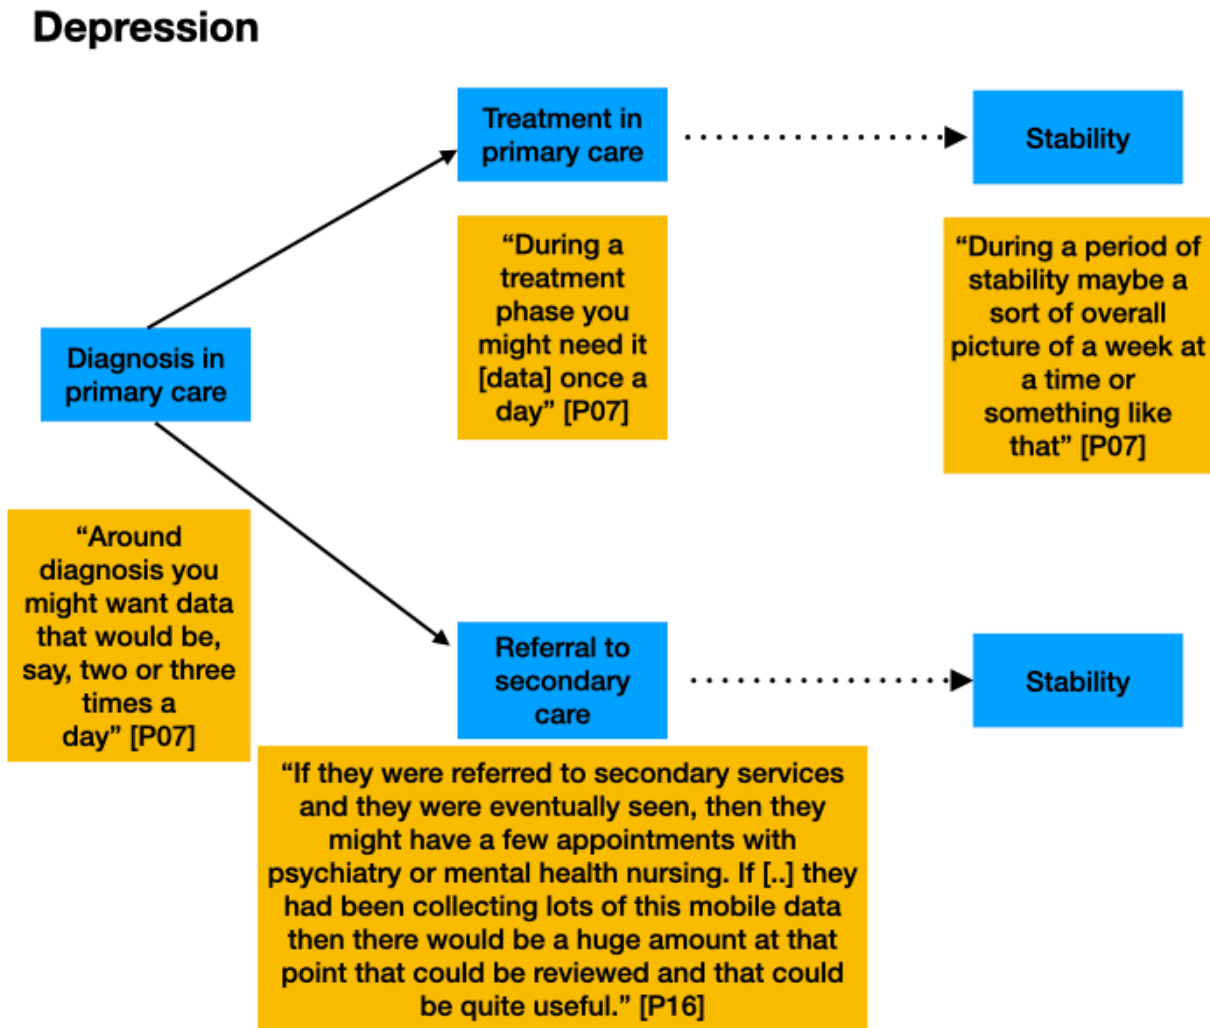 Depression
Treatment in
primary care
Stability
“During a
treatment
phase you
might need it
[data] once a
day” [P07]
“During a period of
stability maybe a
sort of overall
picture of a week at
a time or
something like
that” [P07]
Diagnosis in
primary care
“Around
diagnosis you
might want data
that would be,
say, two or three
times a
day” [P07]
Referral to
secondary
care
Stability
“If they were referred to secondary services
and they were eventually seen, then they
might have a few appointments with
psychiatry or mental health nursing. If [..] they
had been collecting lots of this mobile data
then there would be a huge amount at that
point that could be reviewed and that could
be quite useful.” [P16]